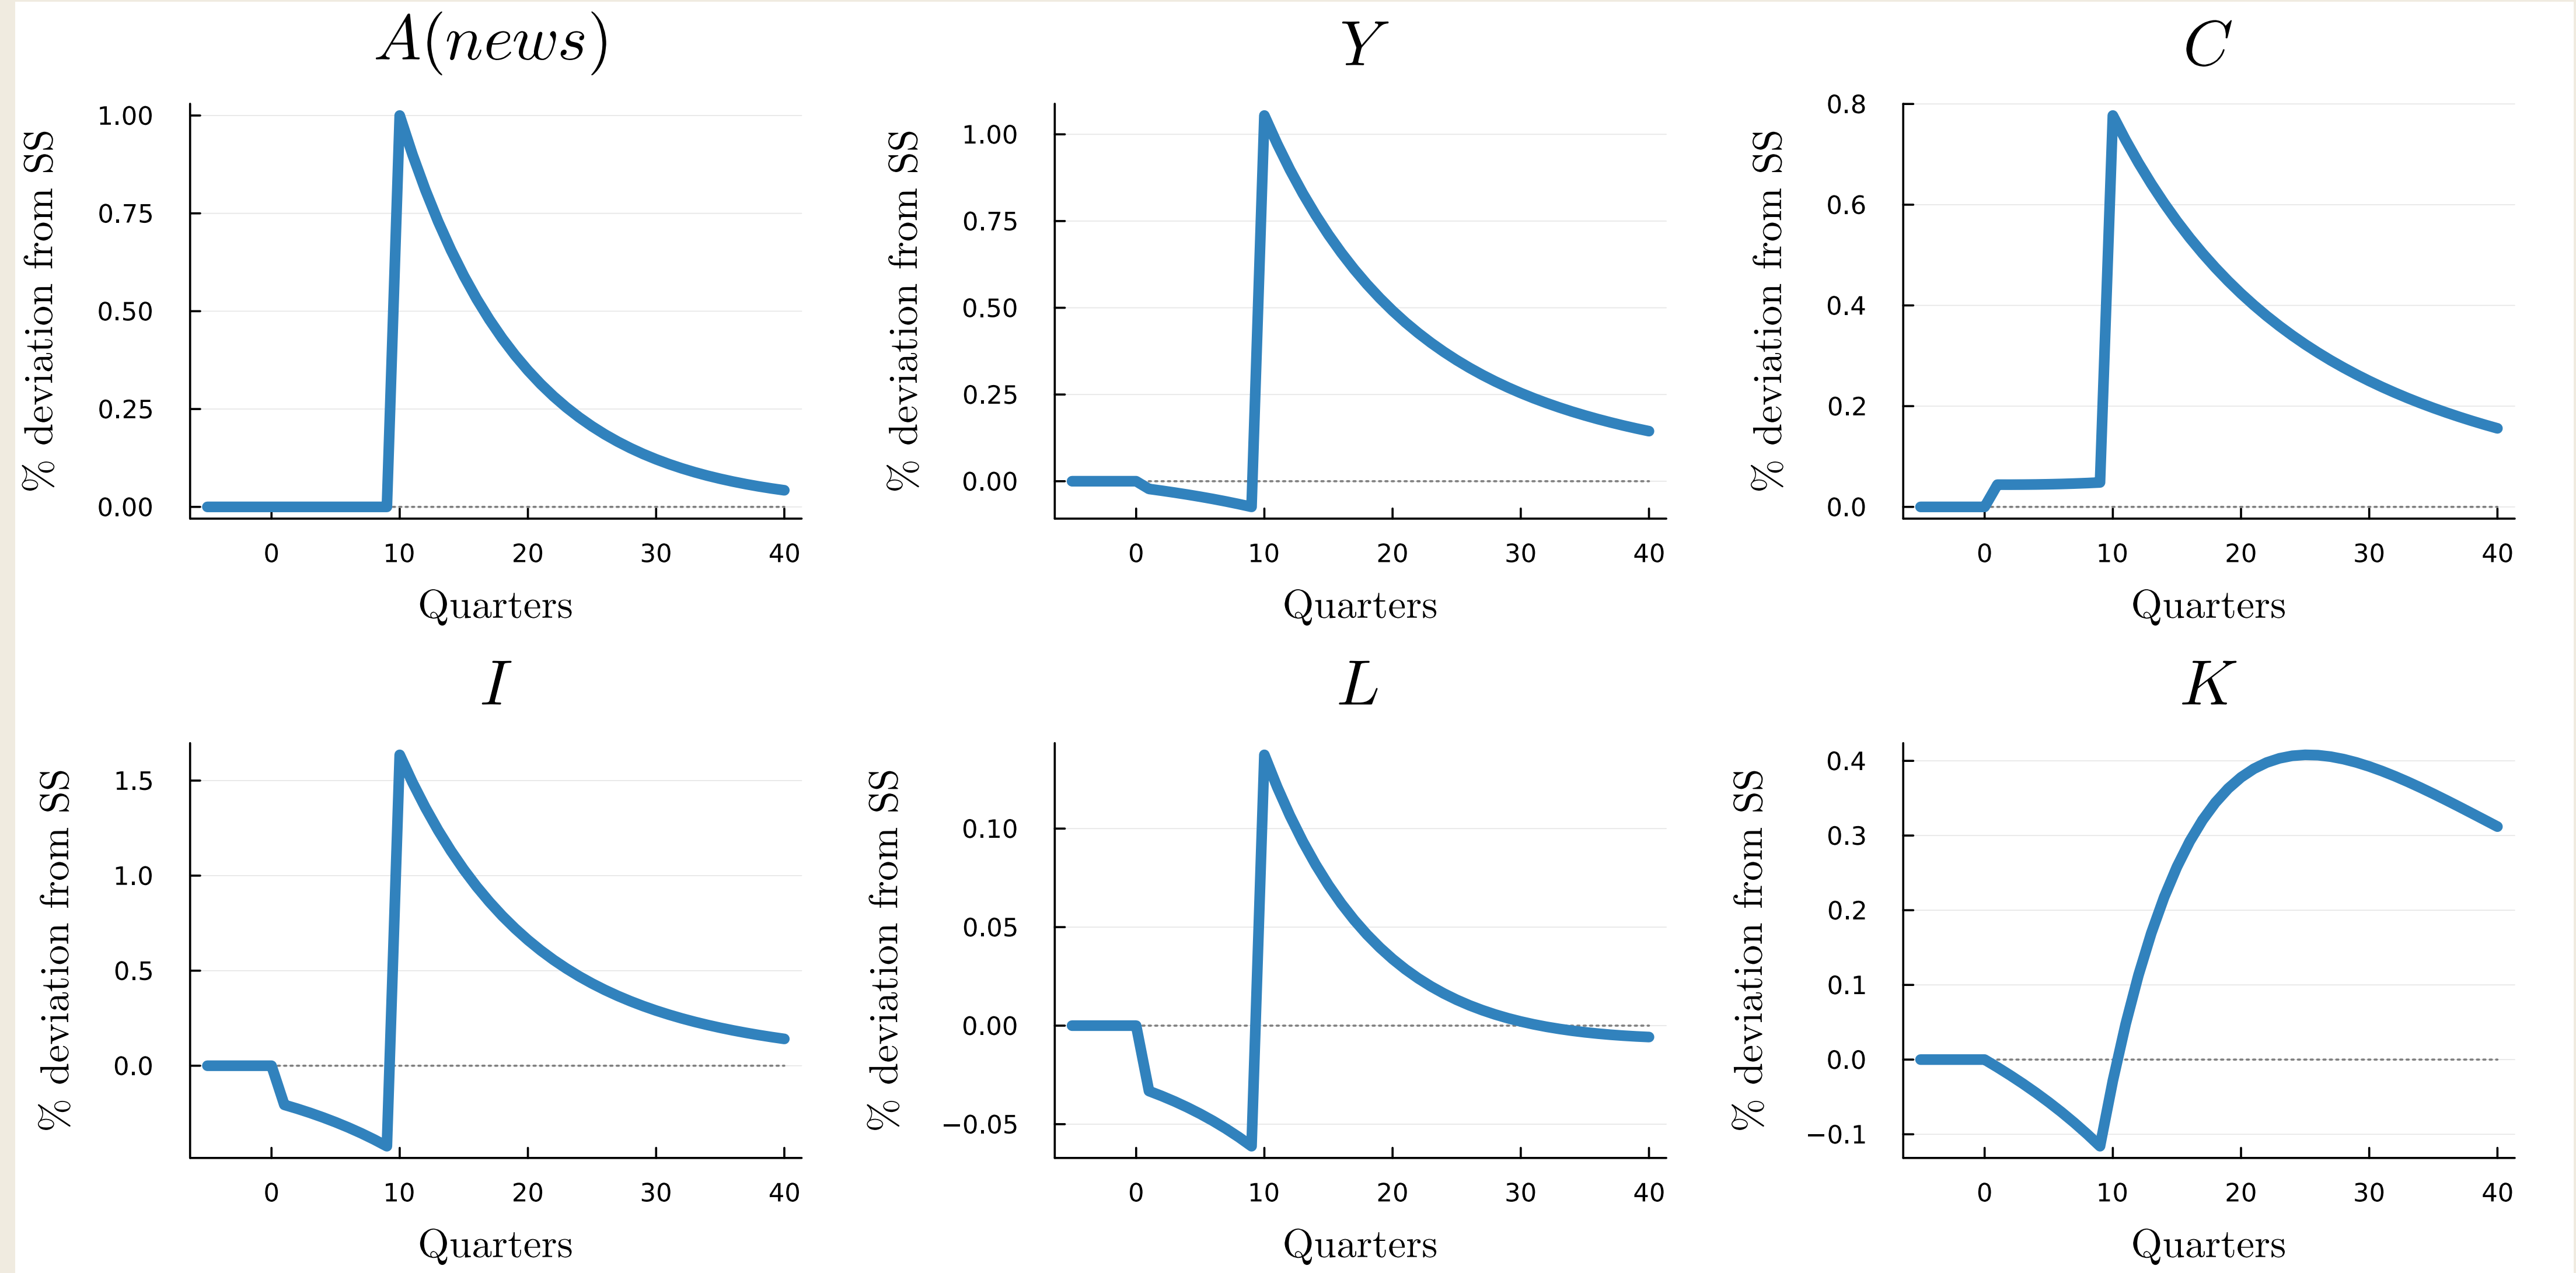 A(news)
% deviation from SS
1.00
0.75
0.50
0.25
0.00
0 10 20 30 40
Quarters
Y
% deviation from SS
1.00
0.75
0.50
0.25
0.00
0 10 20 30 40
Quarters
C
% deviation from SS
0.8
0.6
0.4
0.2
0.0
0 10 20 30 40
Quarters
I
% deviation from SS
1.5
1.0
0.5
0.0
0 10 20 30 40
Quarters
L
% deviation from SS
0.10
0.05
0.00
−0.05
0 10 20 30 40
Quarters
K
% deviation from SS
0.4
0.3
0.2
0.1
0.0
−0.1
0 10 20 30 40
Quarters